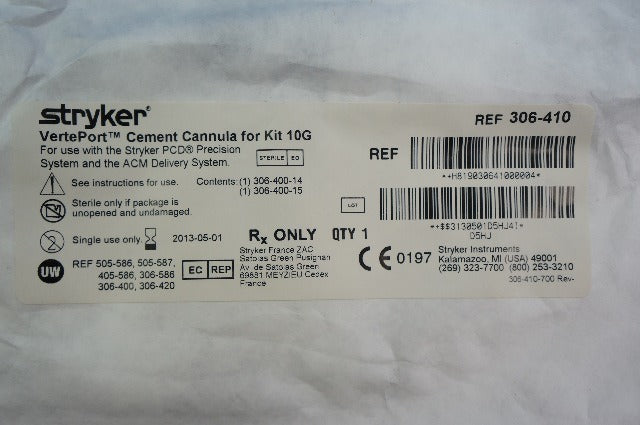 stryker®
REF 306-410
VertePort™ Cement Cannula for Kit 10G
For use with the Stryker PCD® Precision
System and the ACM Delivery System.
STERILE EO
REF
*+H819030641000004*
See instructions for use.
Contents: (1) 306-400-14
(1) 306-400-15
Sterile only if package is
unopened and undamaged.
LOT
*+$$3130501D5HJ4I*
D5HJ
Single use only.
2013-05-01
Rx ONLY QTY 1
UW
REF 505-586, 505-587,
405-586, 306-586
306-400, 306-420
EC REP
Stryker France ZAC
Satolas Green Pusignan
Av. de Satolas Green
69881 MEYZIEU Cedex
France
CE 0197
Stryker Instruments
Kalamazoo, MI (USA) 49001
(269) 323-7700 (800) 253-3210
306-410-700 Rev-